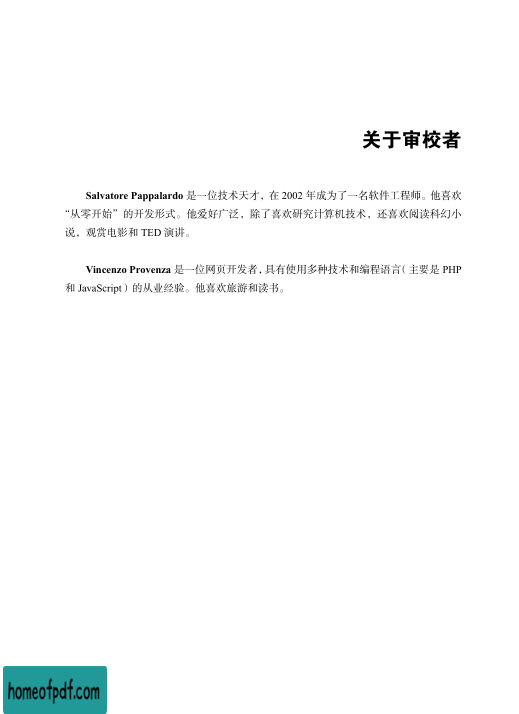 关于审校者
Salvatore Pappalardo 是一位技术天才，在 2002 年成为了一名软件工程师。他喜欢
“从零开始”的开发形式。他爱好广泛，除了喜欢研究计算机技术，还喜欢阅读科幻小
说，观赏电影和 TED 演讲。
Vincenzo Provenza 是一位网页开发者，具有使用多种技术和编程语言（主要是 PHP
和 JavaScript）的从业经验。他喜欢旅游和读书。
homeofpdf.com